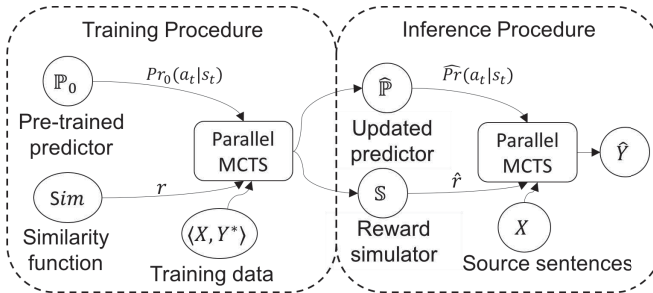 Training Procedure
ℙ₀
Pr₀(aₜ|sₜ)
Pre-trained
predictor
Parallel
MCTS
Sim
r
Similarity
function
⟨X, Y*⟩
Training data
Inference Procedure
ℙ̂
P̂r(aₜ|sₜ)
Updated
predictor
Parallel
MCTS
Ŷ
𝕊
r̂
Reward
simulator
X
Source sentences